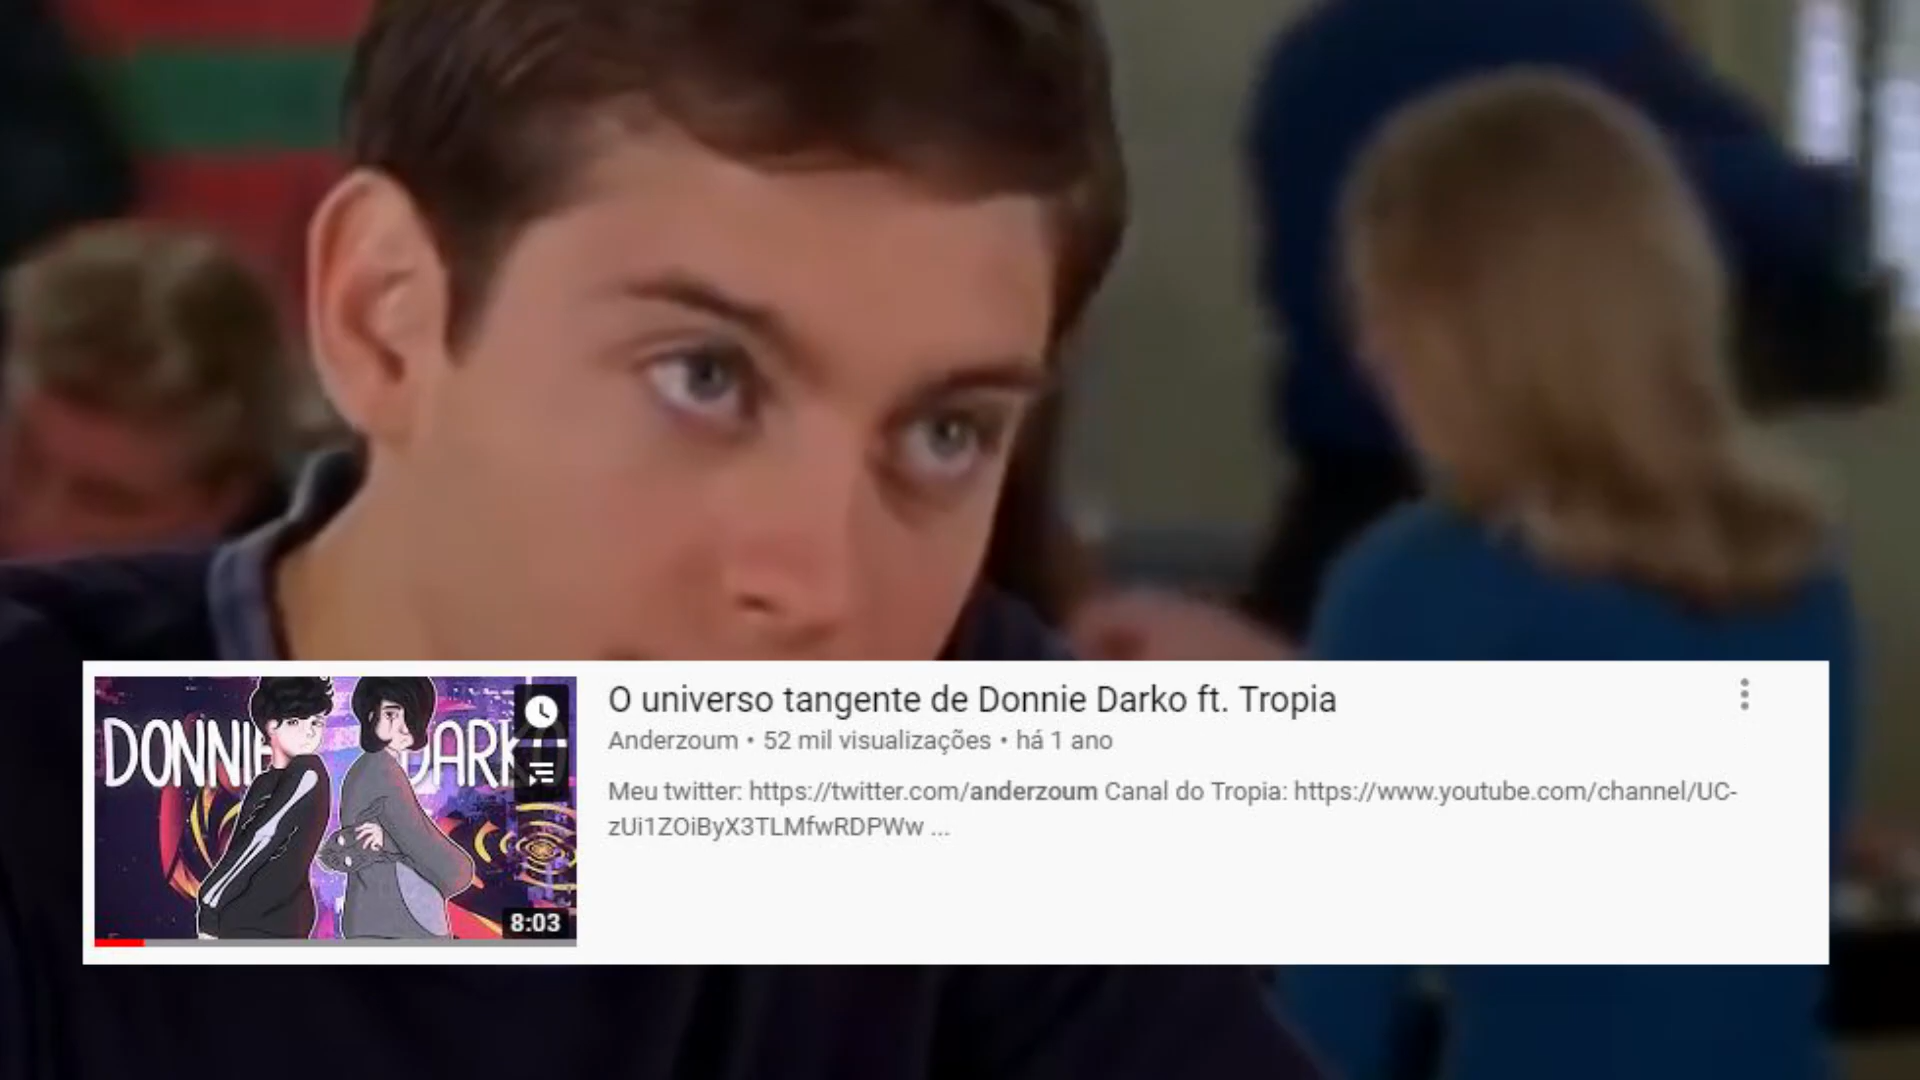 DONNIE DARKO
8:03
O universo tangente de Donnie Darko ft. Tropia
Anderzoum • 52 mil visualizações • há 1 ano
Meu twitter: https://twitter.com/anderzoum Canal do Tropia: https://www.youtube.com/channel/UC-
zUi1ZOiByX3TLMfwRDPWw ...